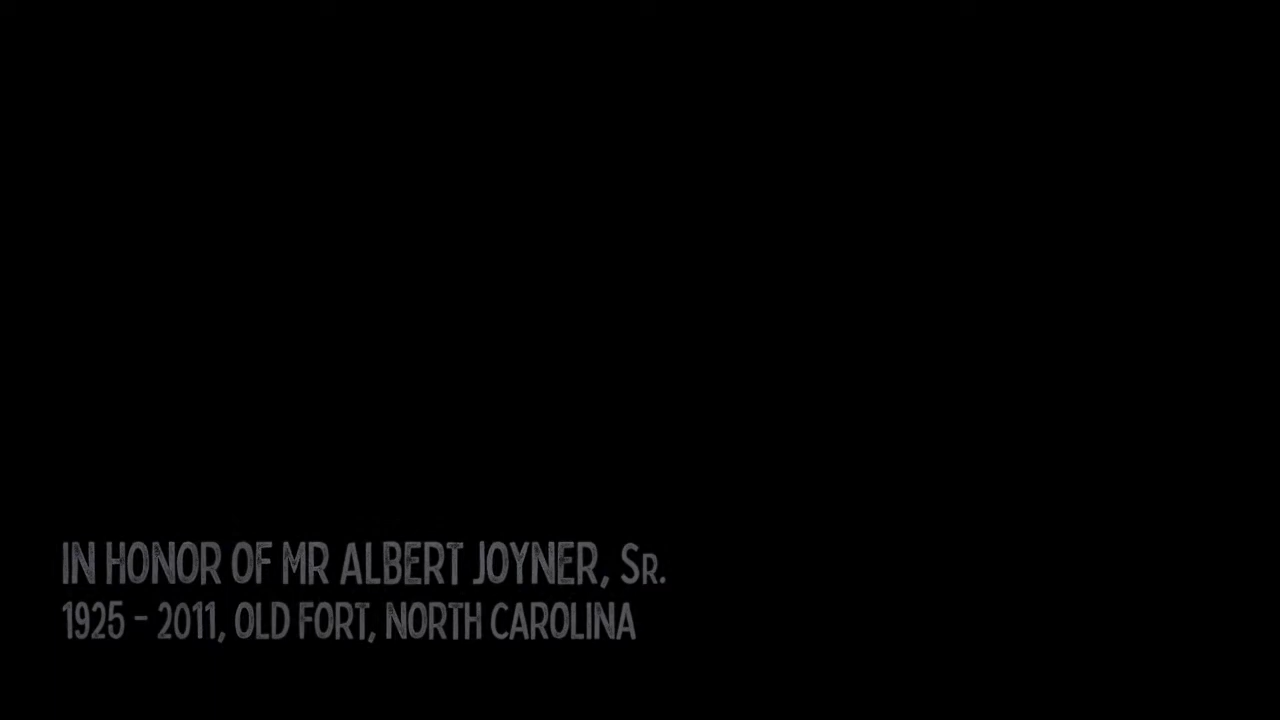 IN HONOR OF MR ALBERT JOYNER, SR.
1925 - 2011, OLD FORT, NORTH CAROLINA